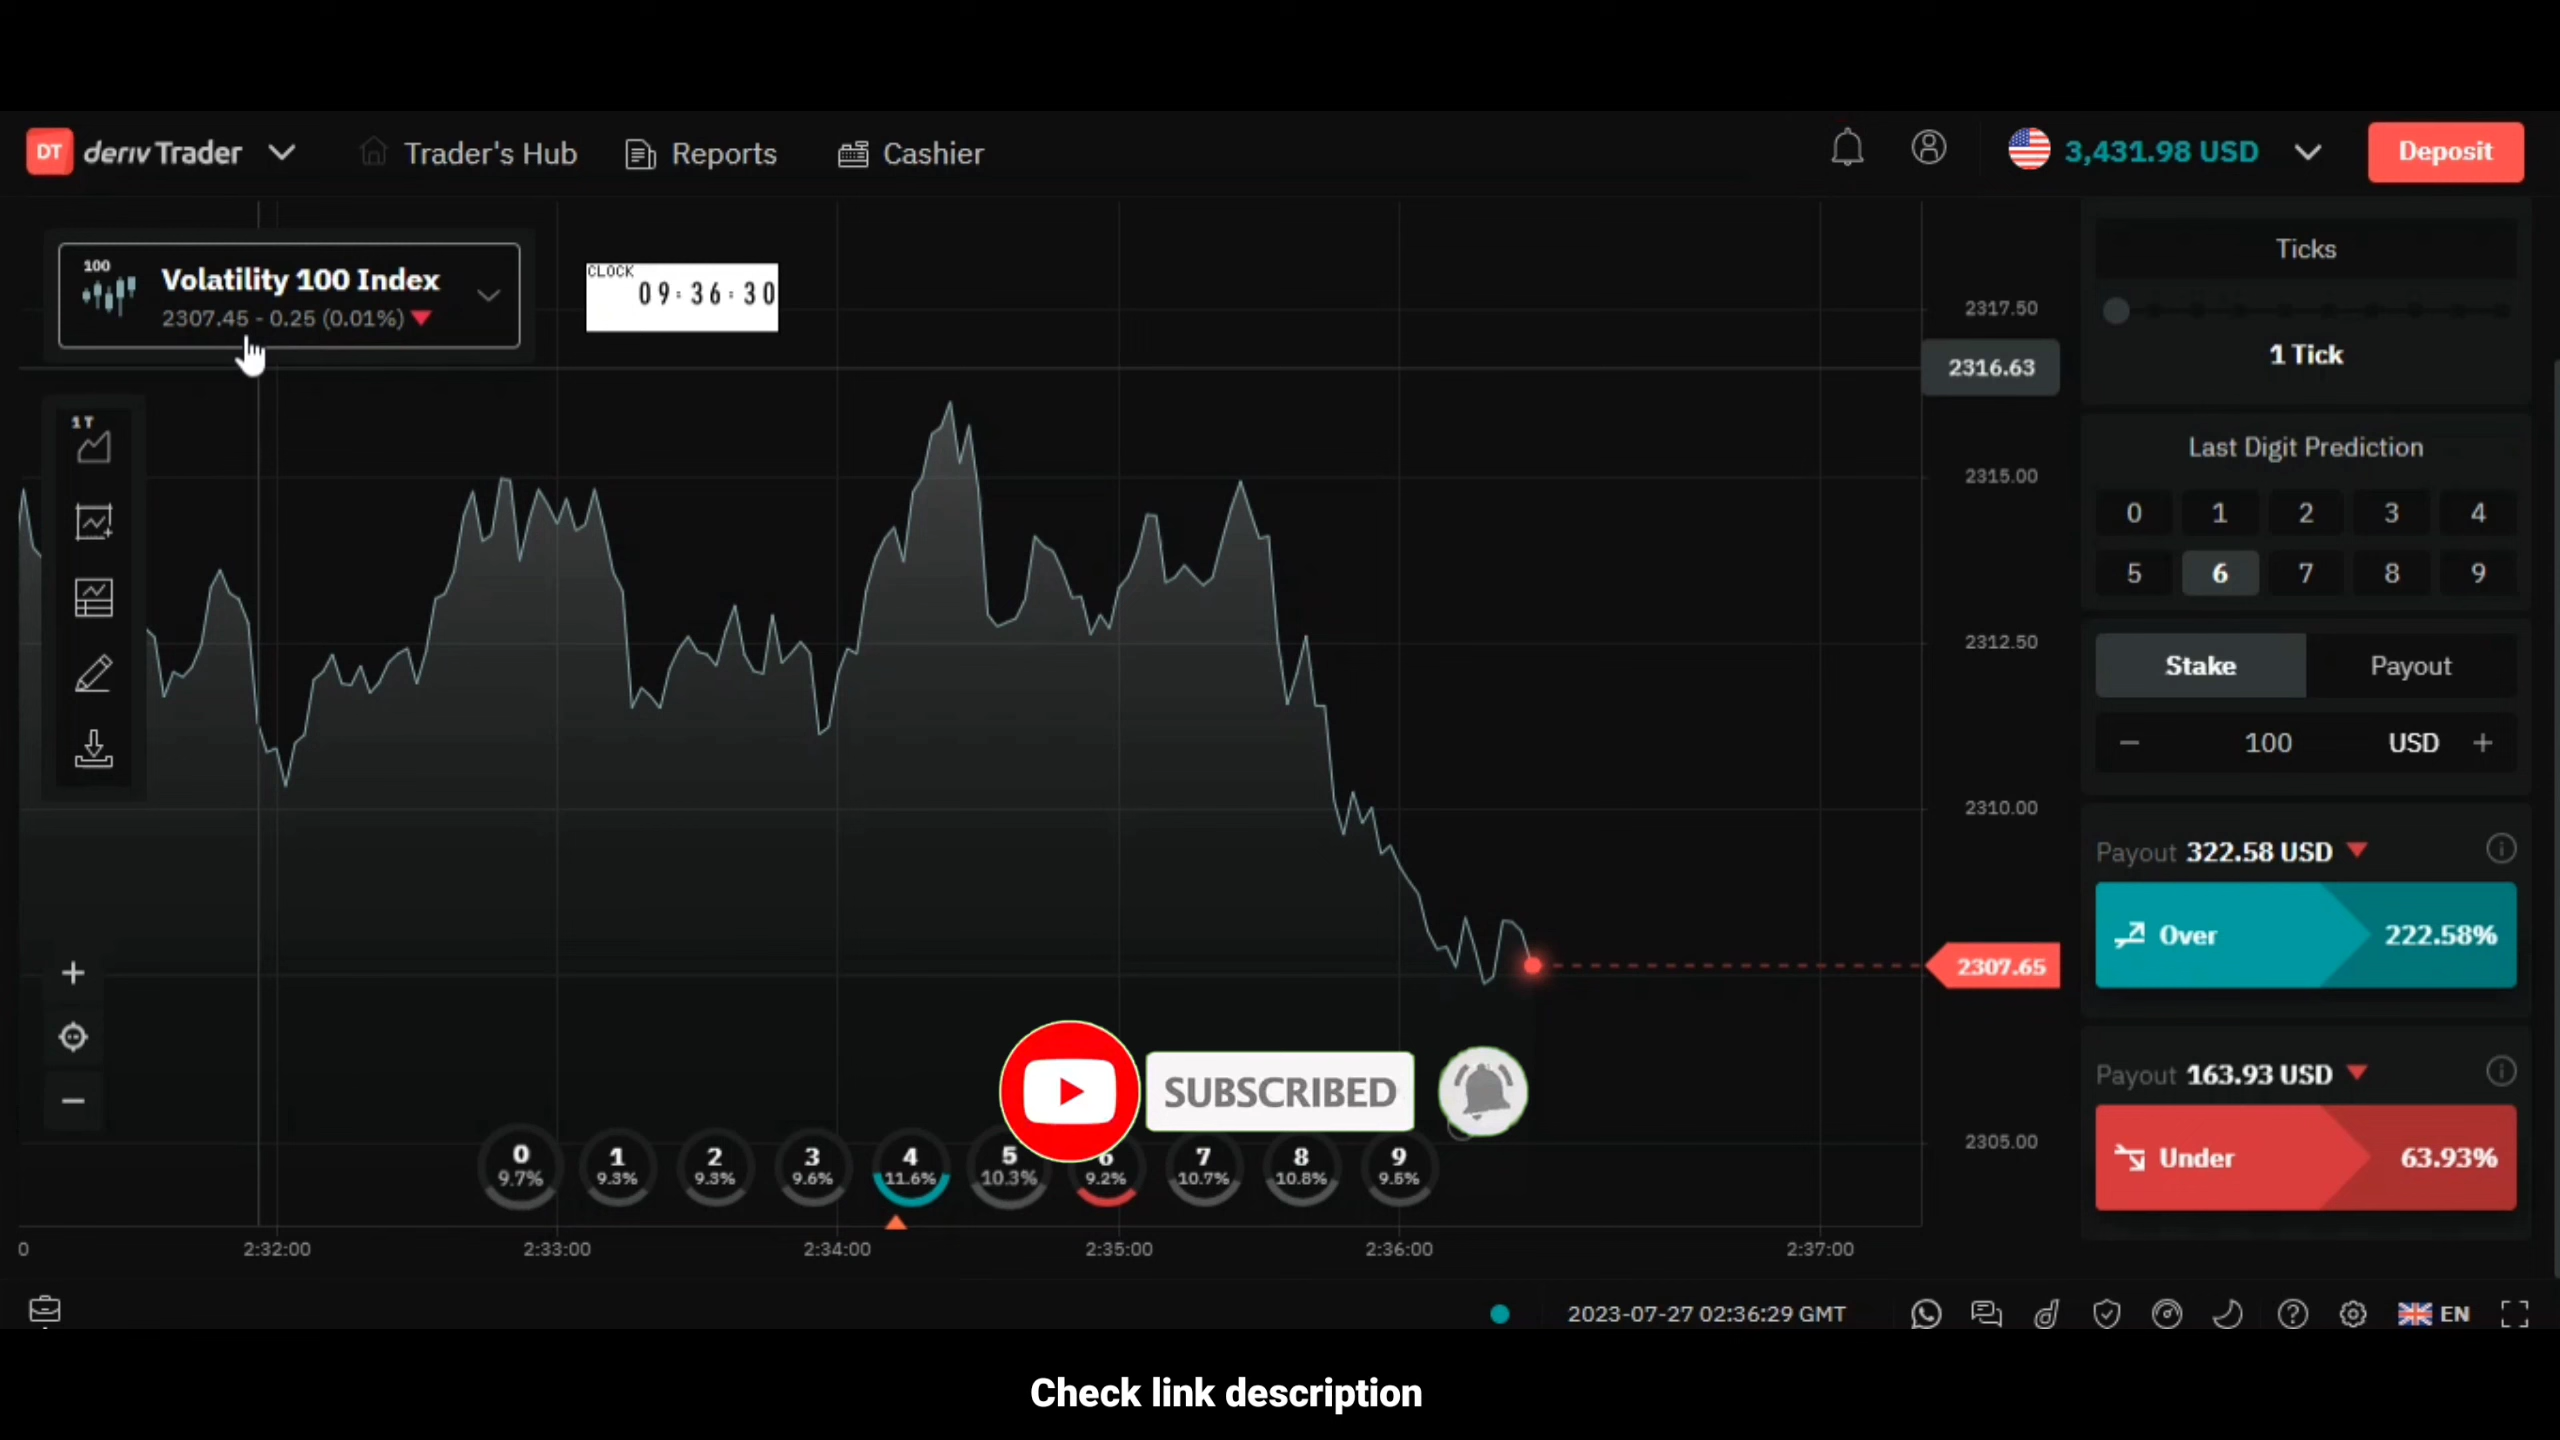 DT deriv Trader
Trader's Hub
Reports
Cashier
3,431.98 USD
Deposit
100
Volatility 100 Index
2307.45 - 0.25 (0.01%)
CLOCK
09:36:30
1T
2317.50
2316.63
2315.00
2312.50
2310.00
2307.65
2305.00
Ticks
1 Tick
Last Digit Prediction
0 1 2 3 4
5 6 7 8 9
Stake Payout
− 100 USD +
Payout 322.58 USD
Over 222.58%
Payout 163.93 USD
Under 63.93%
SUBSCRIBED
0 1 2 3 4 5 6 7 8 9
9.7% 9.3% 9.3% 9.6% 11.6% 10.3% 9.2% 10.7% 10.8% 9.5%
0 2:32:00 2:33:00 2:34:00 2:35:00 2:36:00 2:37:00
2023-07-27 02:36:29 GMT
EN
Check link description